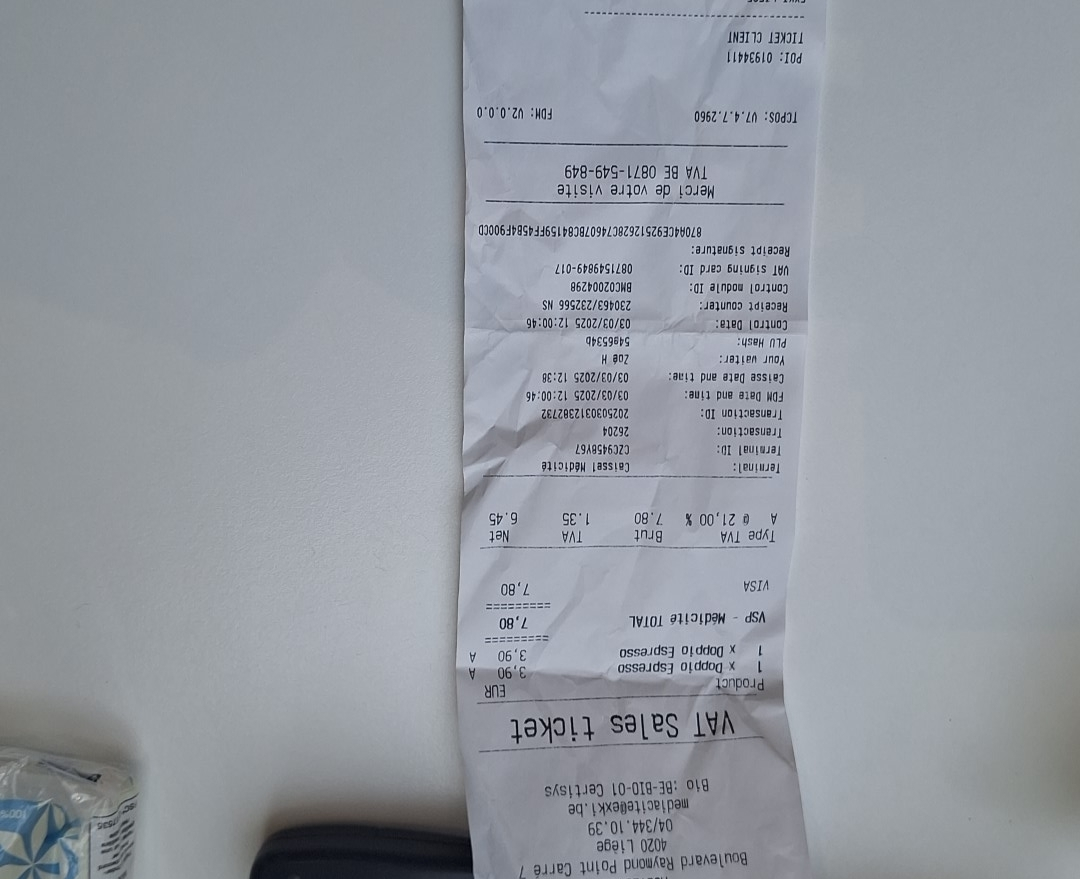 Boulevard Raymond Point Carré 7
4020 Liège
04/344.10.39
mediacite@exki.be
Bio :BE-BIO-01 Certisys
VAT Sales ticket
Product EUR
1 x Doppio Espresso 3,90 A
1 x Doppio Espresso 3,90 A
=========
VSP - Médicité TOTAL 7,80
=========
VISA 7,80
Type TVA Brut TVA Net
A @ 21,00 % 7.80 1.35 6.45
Terminal: Caisse1 Médicité
Terminal ID: CZC9458Y67
Transaction: 26204
Transaction ID: 2025030312382732
FDM Date and time: 03/03/2025 12:00:46
Caisse Date and time: 03/03/2025 12:38
Your waiter: Zoé H
PLU Hash: 5486534b
Control Data: 03/03/2025 12:00:46
Receipt counter: 230463/232566 NS
Control module ID: BMC02004298
VAT signing card ID: 0871549849-017
Receipt signature:
870A4CE92512628C74607BC84159FF45B4F900CD
Merci de votre visite
TVA BE 0871-549-849
TCPOS: V7.4.7.2960 FDM: V2.0.0.0
POI: 01934411
TICKET CLIENT
100%